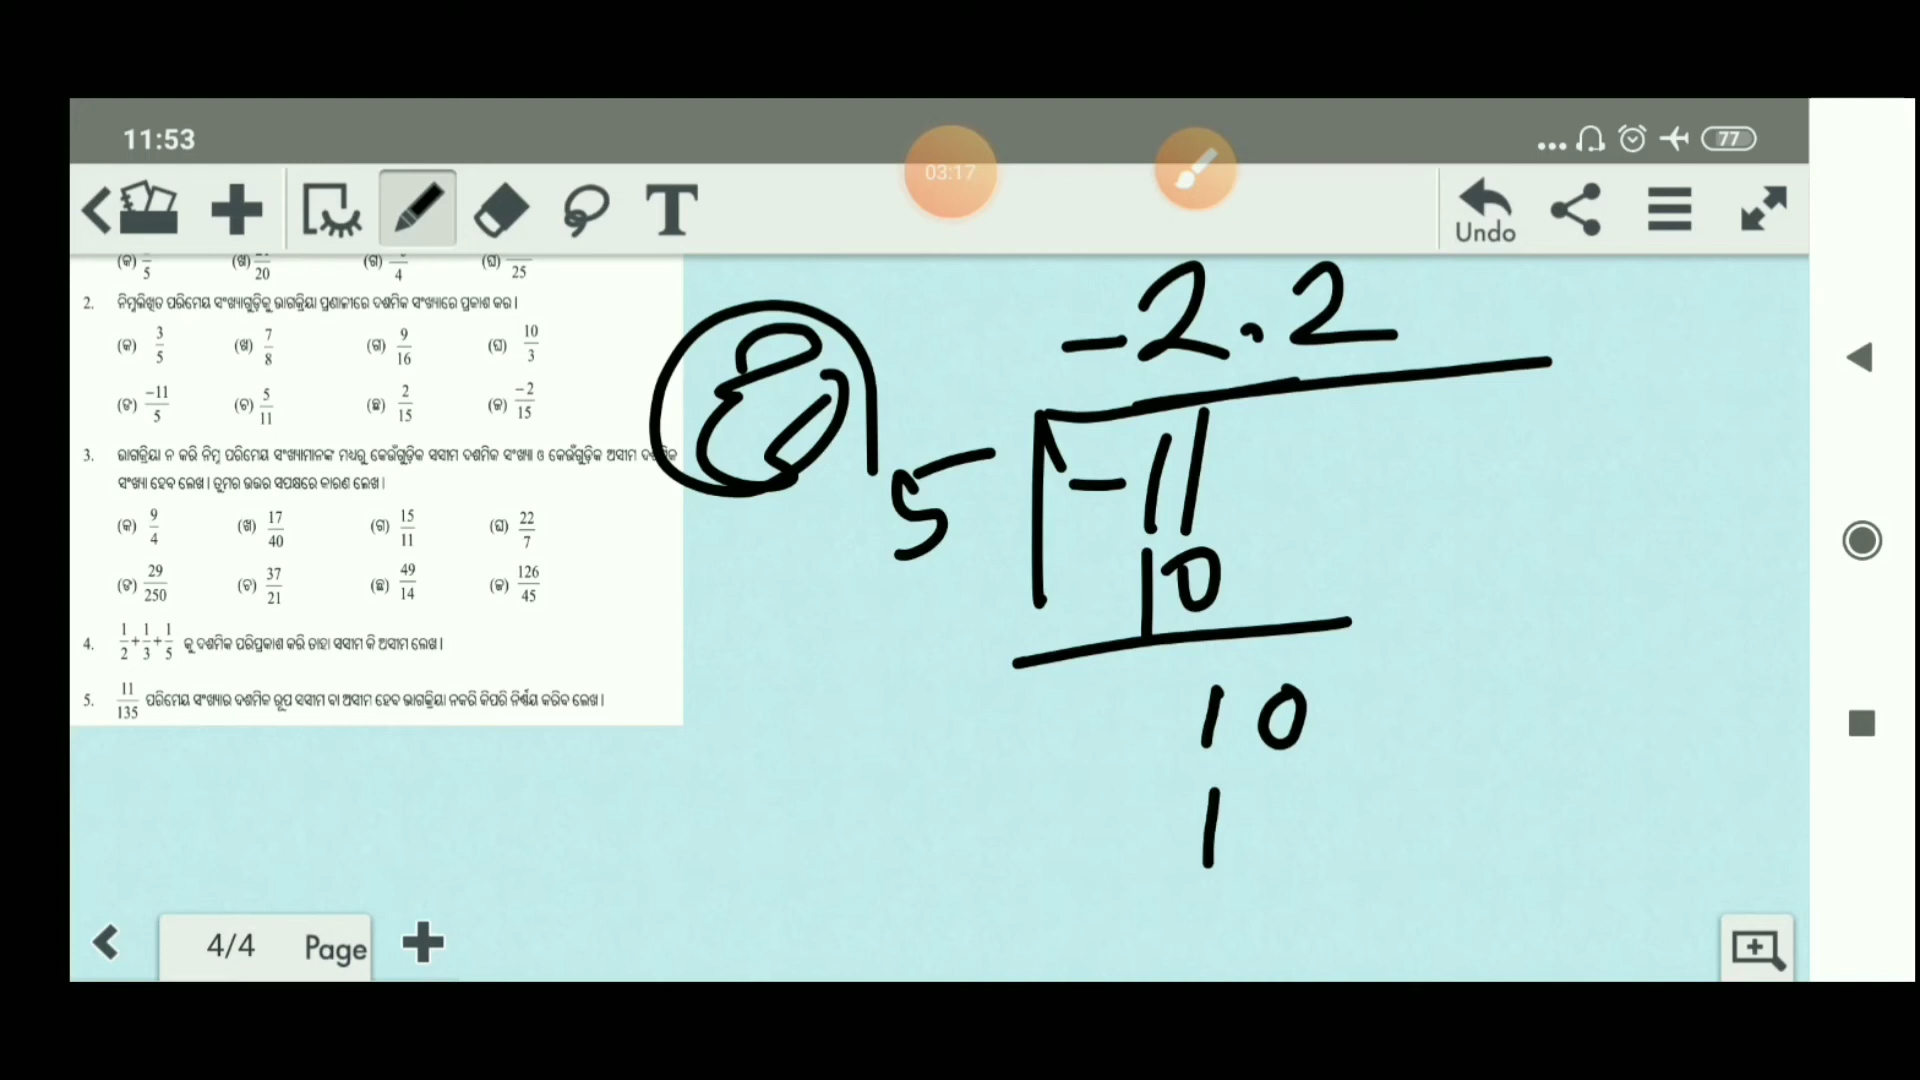 11:53
03:17
77
Undo
(କ) 5 (ଖ) 20 (ଗ) 4 (ଘ) 25
2. ନିମ୍ନଲିଖିତ ପରିମେୟ ସଂଖ୍ୟାଗୁଡ଼ିକୁ ଭାଗକ୍ରିୟା ପ୍ରଣାଳୀରେ ଦଶମିକ ସଂଖ୍ୟାରେ ପ୍ରକାଶ କର ।
(କ) 3/5 (ଖ) 7/8 (ଗ) 9/16 (ଘ) 10/3
(ଙ) -11/5 (ଚ) 5/11 (ଛ) 2/15 (ଜ) -2/15
3. ଭାଗକ୍ରିୟା ନ କରି ନିମ୍ନ ପରିମେୟ ସଂଖ୍ୟାମାନଙ୍କ ମଧ୍ୟରୁ କେଉଁଗୁଡ଼ିକ ସସୀମ ଦଶମିକ ସଂଖ୍ୟା ଓ କେଉଁଗୁଡ଼ିକ ଅସୀମ ଦଶମିକ
ସଂଖ୍ୟା ହେବ ଲେଖ । ତୁମର ଉତ୍ତର ସପକ୍ଷରେ କାରଣ ଲେଖ ।
(କ) 9/4 (ଖ) 17/40 (ଗ) 15/11 (ଘ) 22/7
(ଙ) 29/250 (ଚ) 37/21 (ଛ) 49/14 (ଜ) 126/45
4. 1/2+1/3+1/5 କୁ ଦଶମିକ ପରିପ୍ରକାଶ କରି ତାହା ସସୀମ କି ଅସୀମ ଲେଖ ।
5. 11/135 ପରିମେୟ ସଂଖ୍ୟାର ଦଶମିକ ରୂପ ସସୀମ ବା ଅସୀମ ହେବ ଭାଗକ୍ରିୟା ନକରି କିପରି ନିର୍ଣ୍ଣୟ କରିବ ଲେଖ ।
-2.2
5 -11
10
10
1
4/4 Page